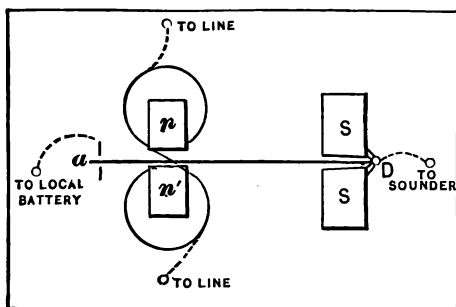 TO LINE
n
S
a
D
TO LOCAL
BATTERY
n'
S
TO
SOUNDER
TO LINE